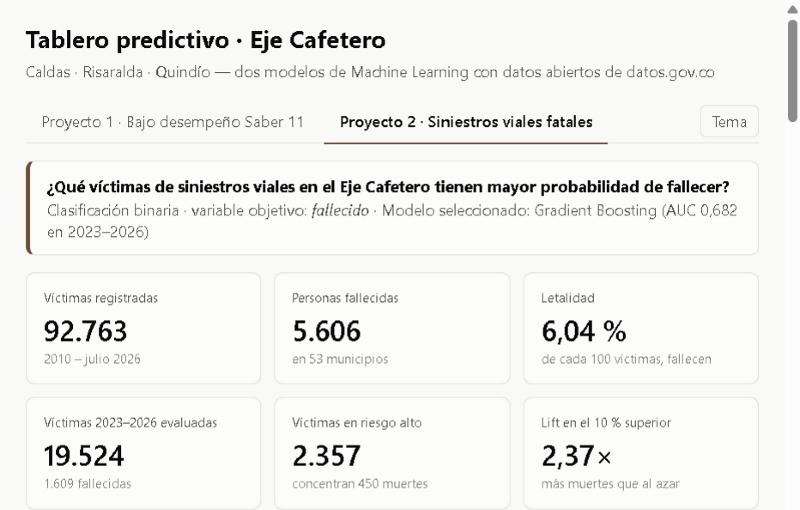 Tablero predictivo · Eje Cafetero
Caldas · Risaralda · Quindío — dos modelos de Machine Learning con datos abiertos de datos.gov.co
Proyecto 1 · Bajo desempeño Saber 11
Proyecto 2 · Siniestros viales fatales
Tema
¿Qué víctimas de siniestros viales en el Eje Cafetero tienen mayor probabilidad de fallecer?
Clasificación binaria · variable objetivo: fallecido · Modelo seleccionado: Gradient Boosting (AUC 0,682
en 2023–2026)
Víctimas registradas
92.763
2010 – julio 2026
Personas fallecidas
5.606
en 53 municipios
Letalidad
6,04 %
de cada 100 víctimas, fallecen
Víctimas 2023–2026 evaluadas
19.524
1.609 fallecidas
Víctimas en riesgo alto
2.357
concentran 450 muertes
Lift en el 10 % superior
2,37×
más muertes que al azar